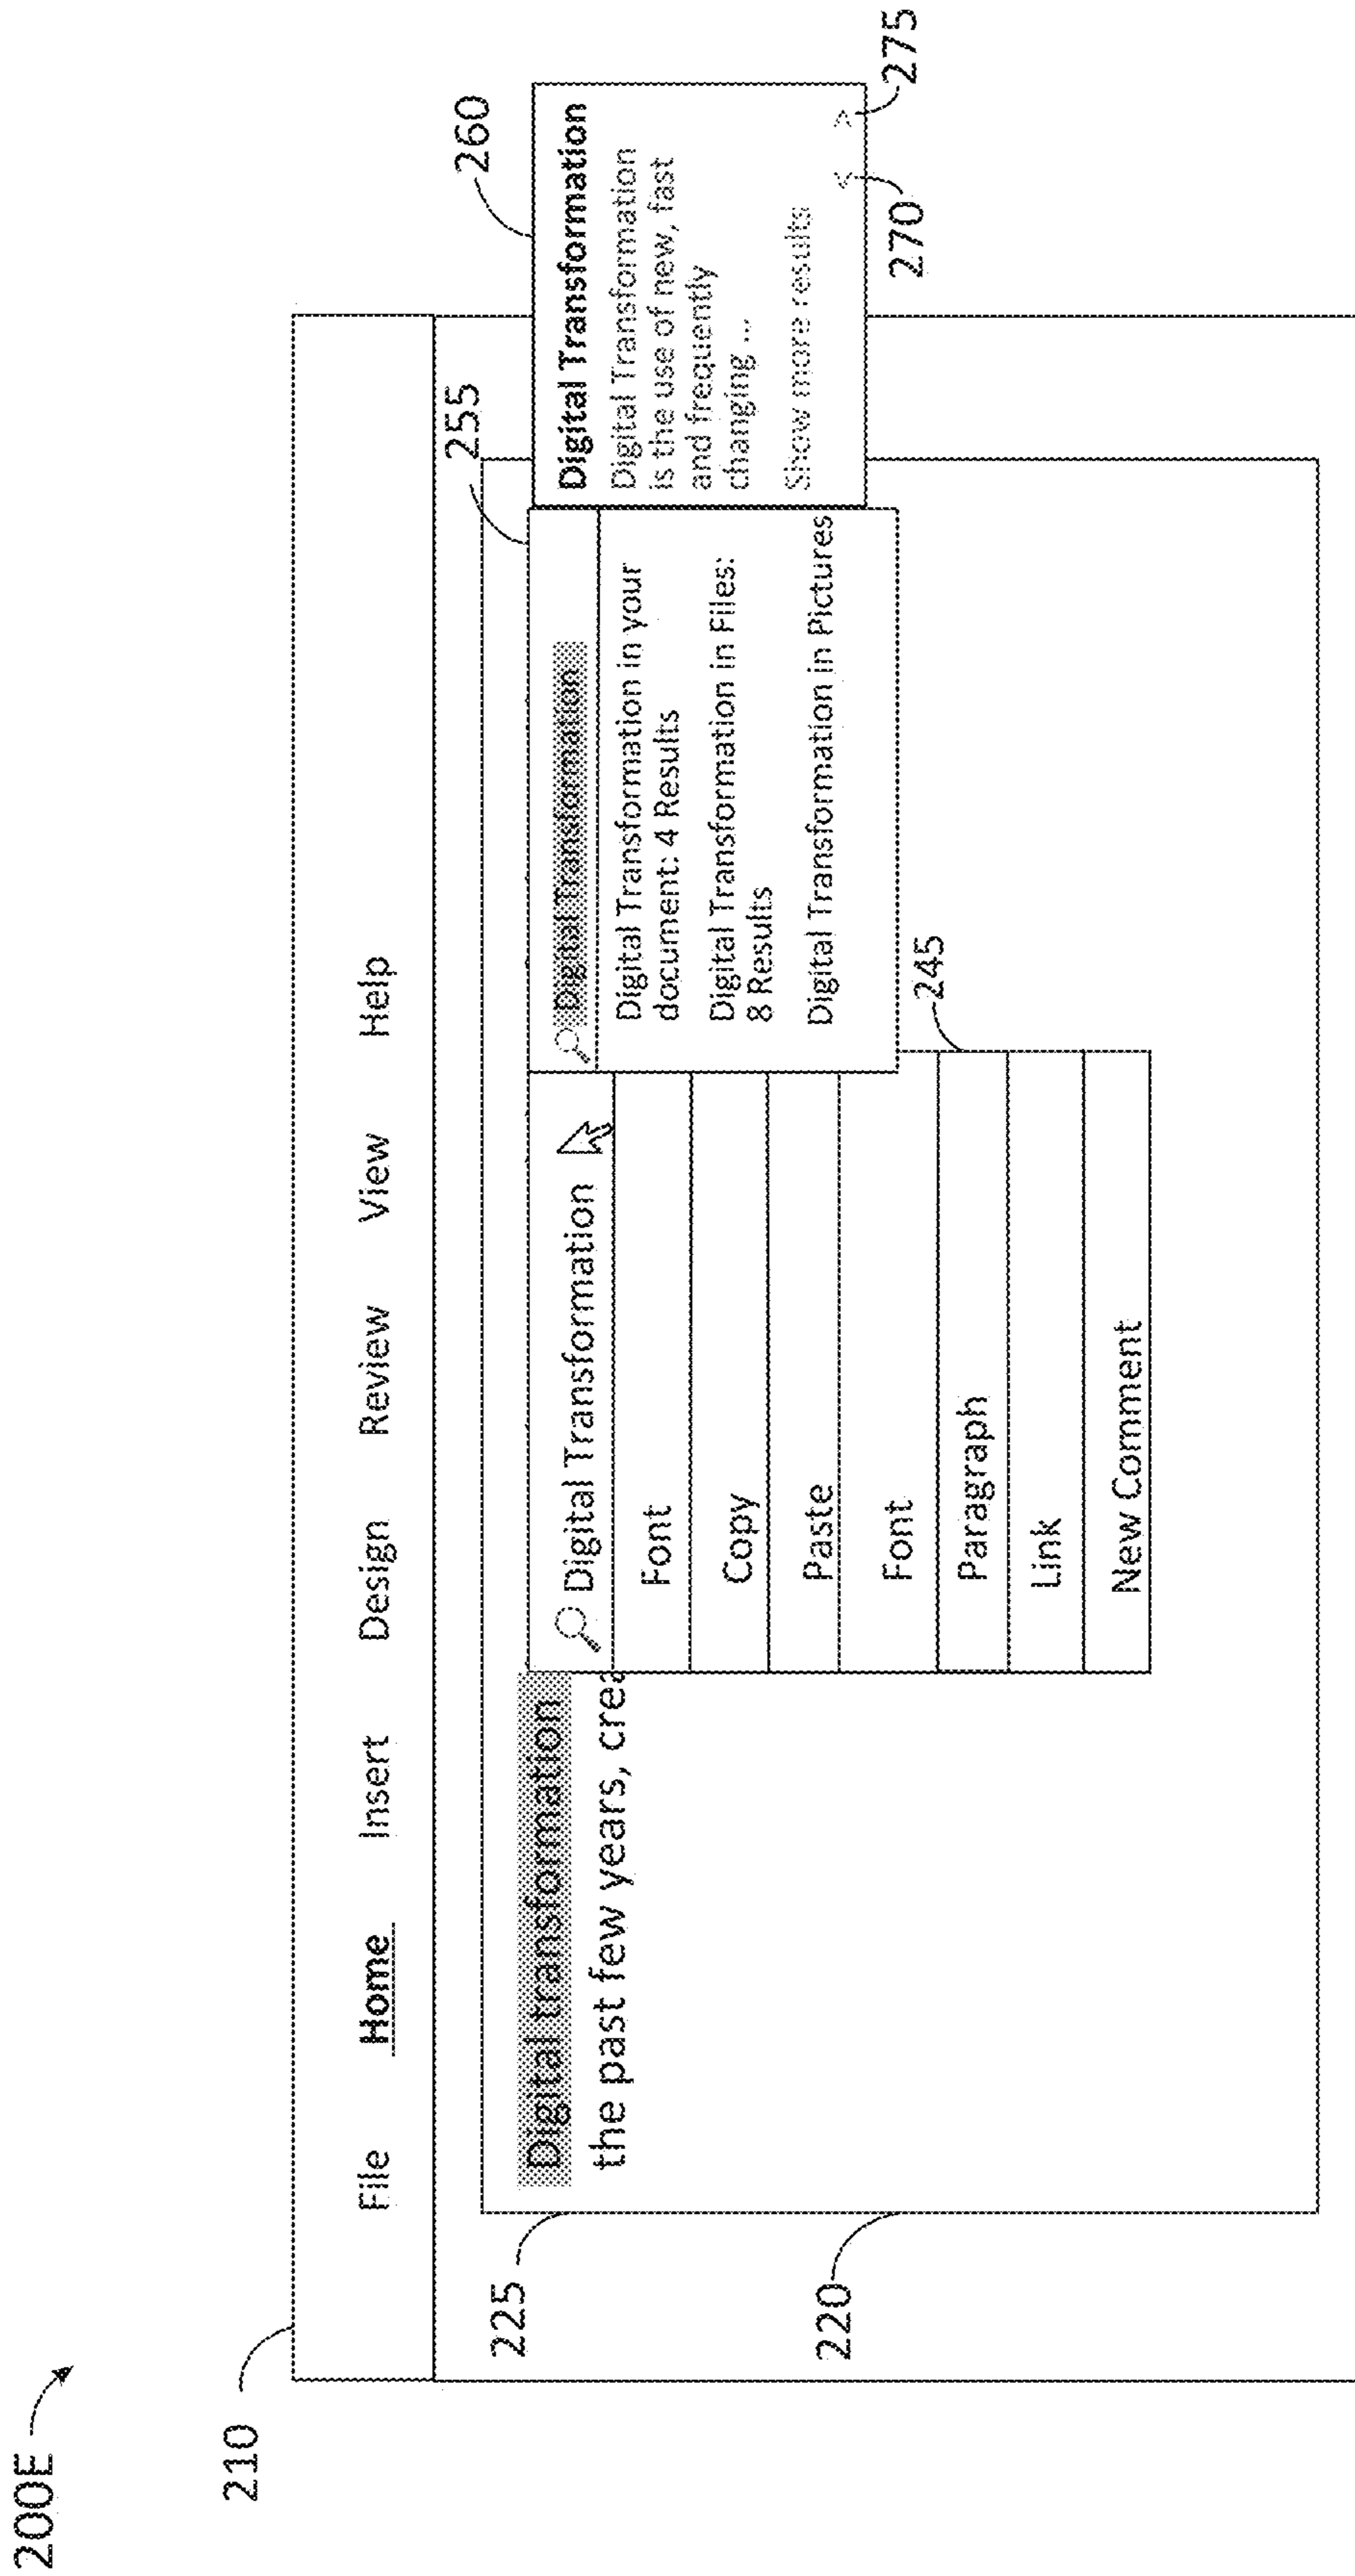 200E
210
File Home Insert Design Review View Help
225
220
Digital transformation
the past few years, crea
Digital Transformation
Font
Copy
Paste
Font
Paragraph
Link
New Comment
245
255
Digital Transformation
Digital Transformation in your
document: 4 Results
Digital Transformation in Files:
8 Results
Digital Transformation in Pictures
260
Digital Transformation
Digital Transformation
is the use of new, fast
and frequently
changing ...
Show more results
< >
270
275